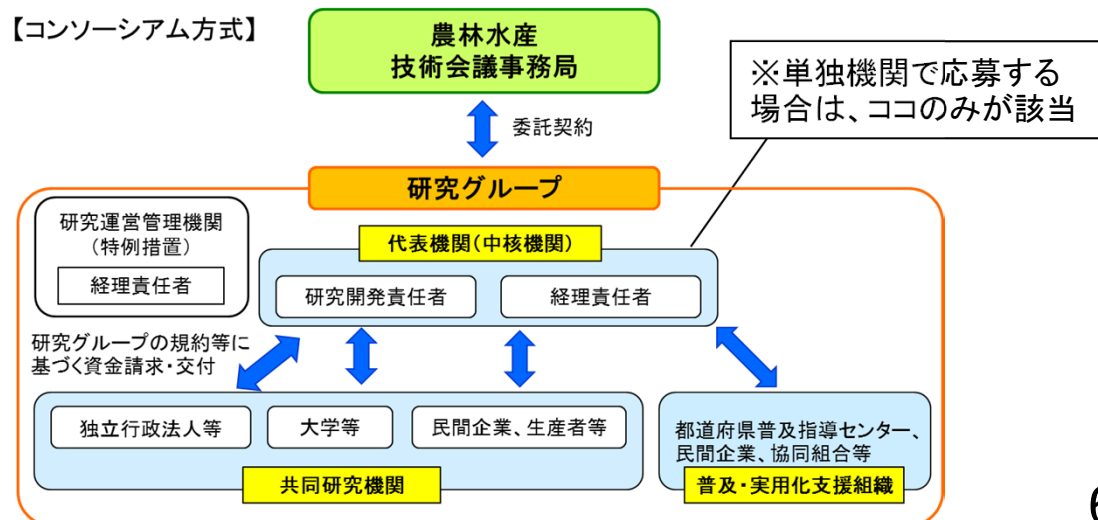 【コンソーシアム方式】
農林水産
技術会議事務局
※単独機関で応募する
場合は、ココのみが該当
委託契約
研究グループ
研究運営管理機関
(特例措置)
経理責任者
代表機関(中核機関)
研究開発責任者
経理責任者
研究グループの規約等に
基づく資金請求・交付
独立行政法人等
大学等
民間企業、生産者等
共同研究機関
都道府県普及指導センター、
民間企業、協同組合等
普及・実用化支援組織